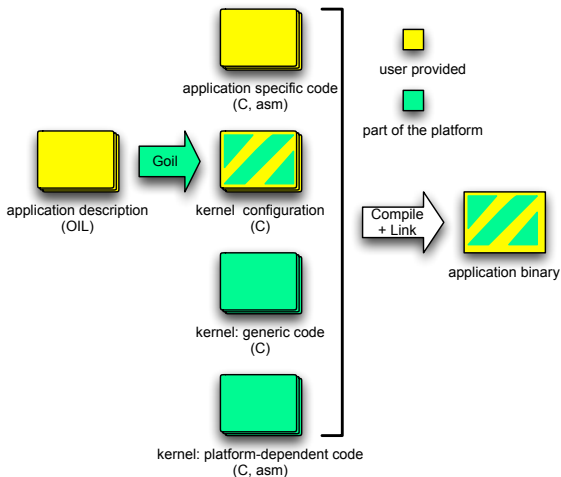 application specific code
(C, asm)
user provided
part of the platform
Goil
application description
(OIL)
kernel configuration
(C)
Compile
+ Link
application binary
kernel: generic code
(C)
kernel: platform-dependent code
(C, asm)